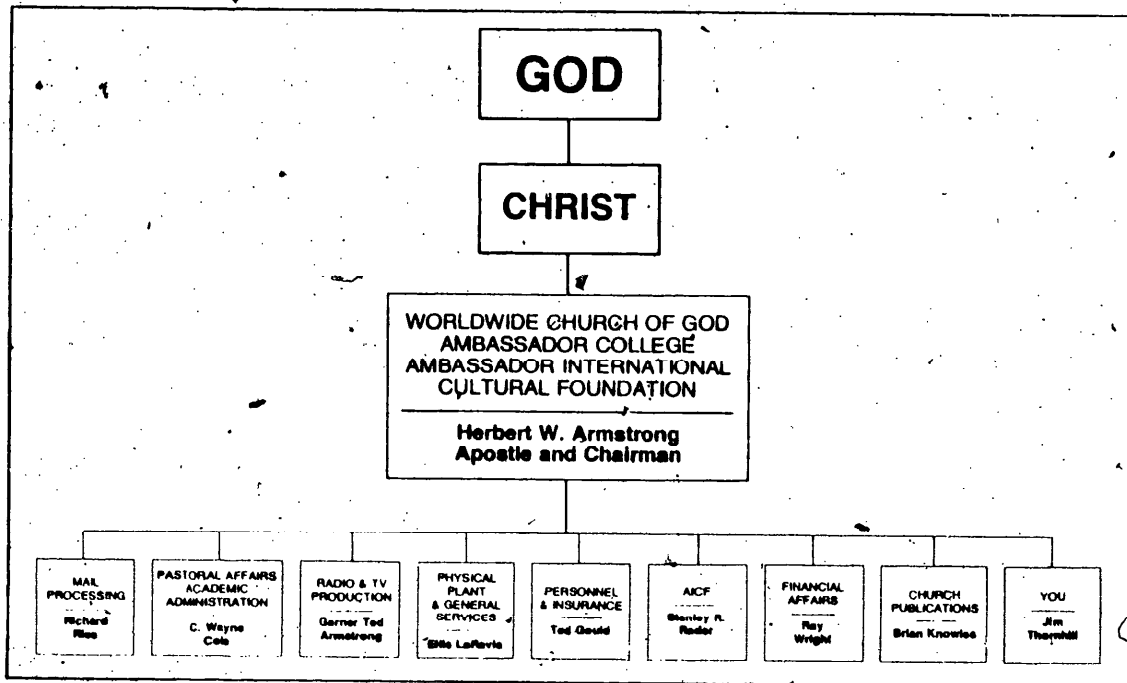 GOD
CHRIST
WORLDWIDE CHURCH OF GOD
AMBASSADOR COLLEGE
AMBASSADOR INTERNATIONAL
CULTURAL FOUNDATION
Herbert W. Armstrong
Apostle and Chairman
MAIL
PROCESSING
Richard
Rice
PASTORAL AFFAIRS
ACADEMIC
ADMINISTRATION
C. Wayne
Cole
RADIO & TV
PRODUCTION
Garner Ted
Armstrong
PHYSICAL
PLANT
& GENERAL
SERVICES
Ellis LaRavia
PERSONNEL
& INSURANCE
Ted Gould
AICF
Stanley R.
Rader
FINANCIAL
AFFAIRS
Ray
Wright
CHURCH
PUBLICATIONS
Brian Knowles
YOU
Jim
Thornhill